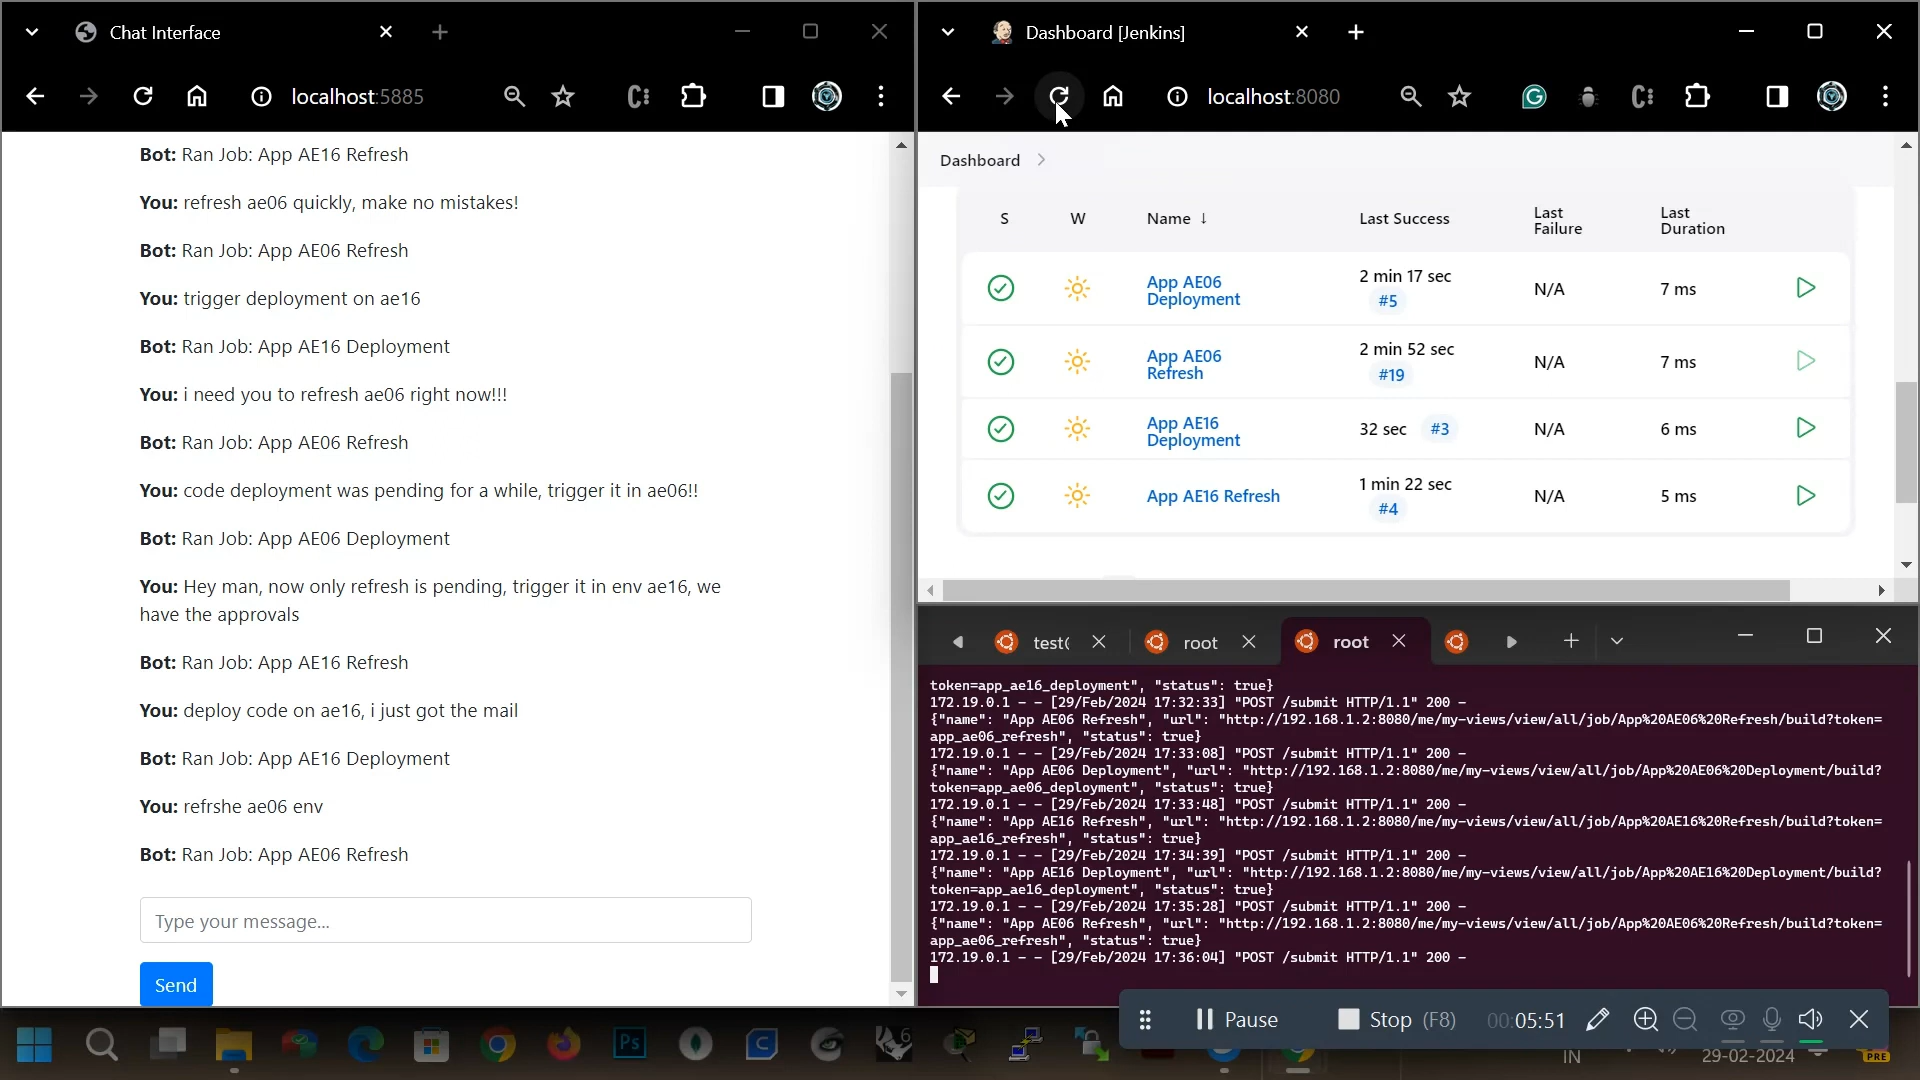 Chat Interface
localhost:5885
Bot: Ran Job: App AE16 Refresh
You: refresh ae06 quickly, make no mistakes!
Bot: Ran Job: App AE06 Refresh
You: trigger deployment on ae16
Bot: Ran Job: App AE16 Deployment
You: i need you to refresh ae06 right now!!!
Bot: Ran Job: App AE06 Refresh
You: code deployment was pending for a while, trigger it in ae06!!
Bot: Ran Job: App AE06 Deployment
You: Hey man, now only refresh is pending, trigger it in env ae16, we
have the approvals
Bot: Ran Job: App AE16 Refresh
You: deploy code on ae16, i just got the mail
Bot: Ran Job: App AE16 Deployment
You: refrshe ae06 env
Bot: Ran Job: App AE06 Refresh
Type your message...
Send
Dashboard [Jenkins]
localhost:8080
Dashboard
S W Name ↓ Last Success Last Failure Last Duration
App AE06 Deployment 2 min 17 sec #5 N/A 7 ms
App AE06 Refresh 2 min 52 sec #19 N/A 7 ms
App AE16 Deployment 32 sec #3 N/A 6 ms
App AE16 Refresh 1 min 22 sec #4 N/A 5 ms
test( root root
token=app_ae16_deployment", "status": true}
172.19.0.1 - - [29/Feb/2024 17:32:33] "POST /submit HTTP/1.1" 200 -
{"name": "App AE06 Refresh", "url": "http://192.168.1.2:8080/me/my-views/view/all/job/App%20AE06%20Refresh/build?token=
app_ae06_refresh", "status": true}
172.19.0.1 - - [29/Feb/2024 17:33:08] "POST /submit HTTP/1.1" 200 -
{"name": "App AE06 Deployment", "url": "http://192.168.1.2:8080/me/my-views/view/all/job/App%20AE06%20Deployment/build?
token=app_ae06_deployment", "status": true}
172.19.0.1 - - [29/Feb/2024 17:33:48] "POST /submit HTTP/1.1" 200 -
{"name": "App AE16 Refresh", "url": "http://192.168.1.2:8080/me/my-views/view/all/job/App%20AE16%20Refresh/build?token=
app_ae16_refresh", "status": true}
172.19.0.1 - - [29/Feb/2024 17:34:39] "POST /submit HTTP/1.1" 200 -
{"name": "App AE16 Deployment", "url": "http://192.168.1.2:8080/me/my-views/view/all/job/App%20AE16%20Deployment/build?
token=app_ae16_deployment", "status": true}
172.19.0.1 - - [29/Feb/2024 17:35:28] "POST /submit HTTP/1.1" 200 -
{"name": "App AE06 Refresh", "url": "http://192.168.1.2:8080/me/my-views/view/all/job/App%20AE06%20Refresh/build?token=
app_ae06_refresh", "status": true}
172.19.0.1 - - [29/Feb/2024 17:36:04] "POST /submit HTTP/1.1" 200 -
Pause Stop (F8) 00:05:51
Ps 6 IN 29-02-2024 PRE